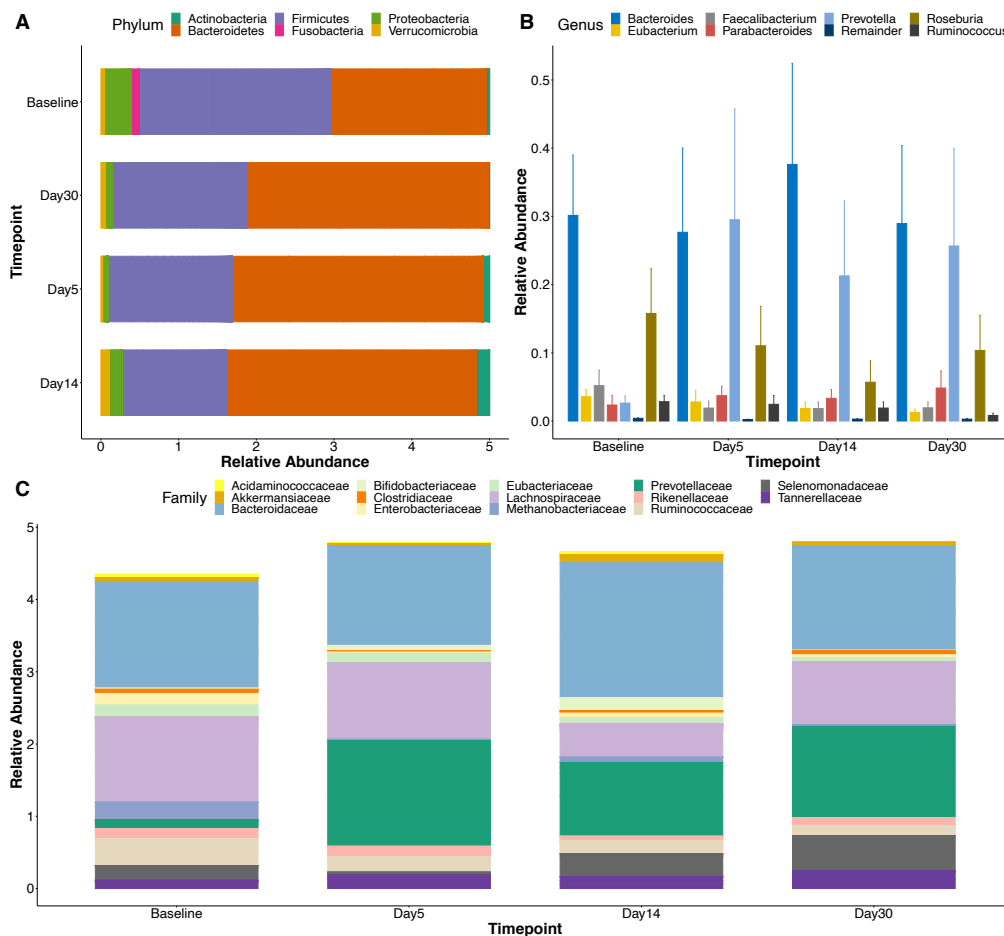 A
Phylum
Actinobacteria
Firmicutes
Proteobacteria
Bacteroidetes
Fusobacteria
Verrucomicrobia
Timepoint
Baseline
Day30
Day5
Day14
0 1 2 3 4 5
Relative Abundance
B
Genus
Bacteroides
Faecalibacterium
Prevotella
Roseburia
Eubacterium
Parabacteroides
Remainder
Ruminococcus
Relative Abundance
0.5
0.4
0.3
0.2
0.1
0.0
Baseline Day5 Day14 Day30
Timepoint
C
Family
Acidaminococcaceae
Bifidobacteriaceae
Eubacteriaceae
Prevotellaceae
Selenomonadaceae
Akkermansiaceae
Clostridiaceae
Lachnospiraceae
Rikenellaceae
Tannerellaceae
Bacteroidaceae
Enterobacteriaceae
Methanobacteriaceae
Ruminococcaceae
Relative Abundance
5
4
3
2
1
0
Baseline Day5 Day14 Day30
Timepoint